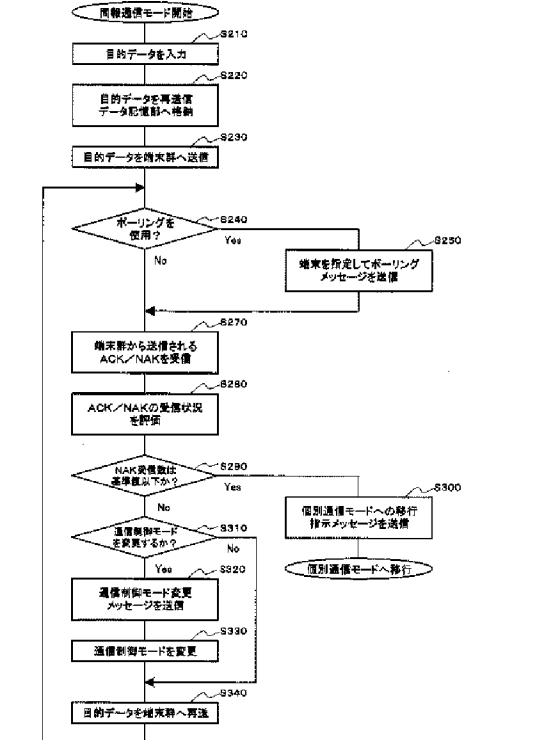 同報通信モード開始
S210
目的データを入力
S220
目的データを再送信
データ記憶部へ格納
S230
目的データを端末群へ送信
S240
ポーリングを
使用？
Yes
No
S250
端末を指定してポーリング
メッセージを送信
S270
端末群から送信される
ACK／NAKを受信
S280
ACK／NAKの受信状況
を評価
S290
NAK受信数は
基準値以下か？
Yes
No
S300
個別通信モードへの移行
指示メッセージを送信
個別通信モードへ移行
S310
通信制御モード
を変更するか？
No
Yes
S320
通信制御モード変更
メッセージを送信
S330
通信制御モードを変更
S340
目的データを端末群へ再送